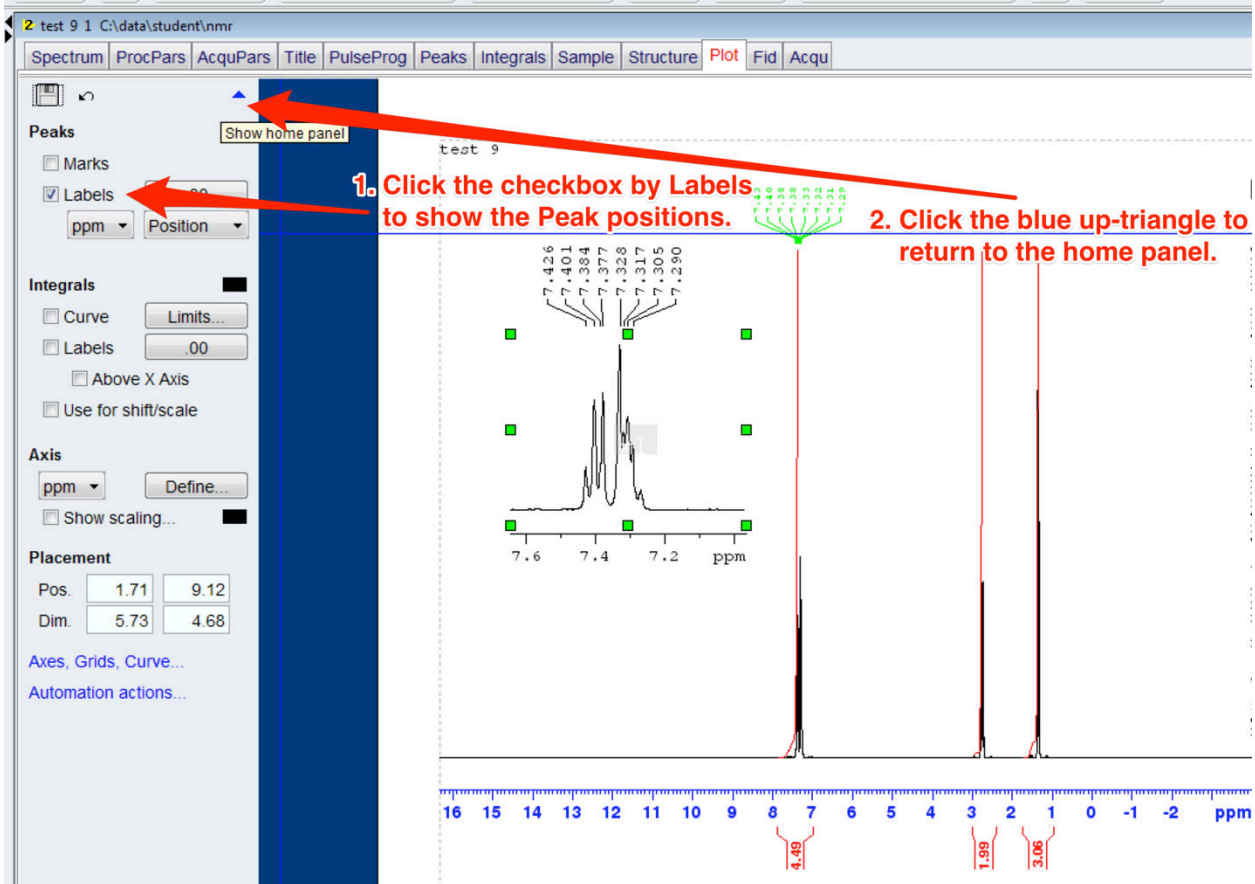 2 test 9 1 C:\data\student\nmr
Spectrum ProcPars AcquPars Title PulseProg Peaks Integrals Sample Structure Plot Fid Acqu
Peaks
Show home panel
Marks
Labels
ppm Position
Integrals
Curve Limits...
Labels .00
Above X Axis
Use for shift/scale
Axis
ppm Define...
Show scaling...
Placement
Pos. 1.71 9.12
Dim. 5.73 4.68
Axes, Grids, Curve...
Automation actions...
test 9
1. Click the checkbox by Labels
to show the Peak positions.
2. Click the blue up-triangle to
return to the home panel.
7.426
7.401
7.384
7.377
7.328
7.317
7.305
7.290
7.6 7.4 7.2 ppm
16 15 14 13 12 11 10 9 8 7 6 5 4 3 2 1 0 -1 -2 ppm
4.49
1.99
3.06